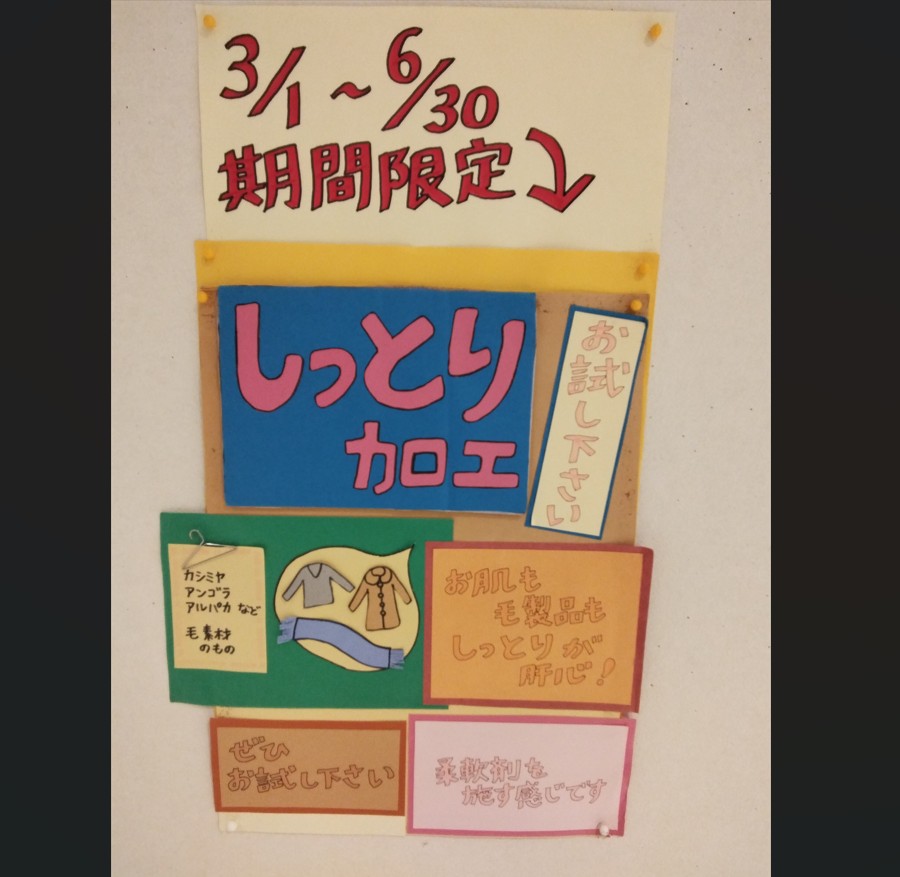 3/1～6/30
期間限定
しっとり
加工
お試し下さい
カシミヤ
アンゴラ
アルパカ など
毛素材
のもの
お肌も
毛製品も
しっとりが
肝心！
ぜひ
お試し下さい
柔軟剤を
施す感じです